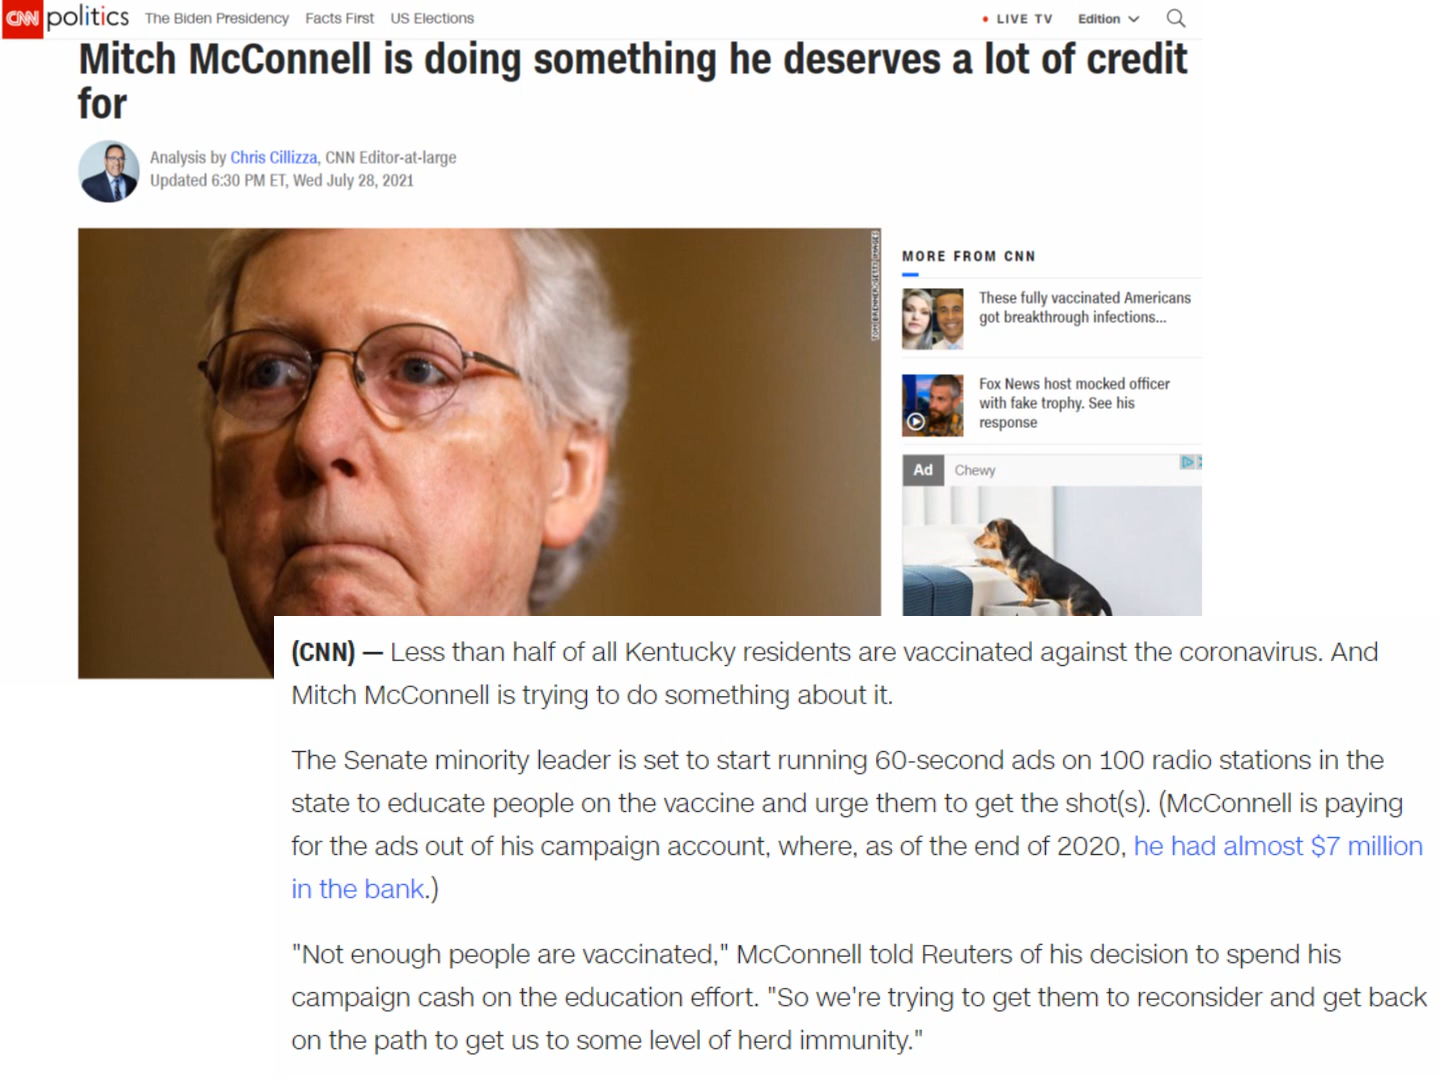 CNN politics The Biden Presidency Facts First US Elections LIVE TV Edition
Mitch McConnell is doing something he deserves a lot of credit
for
Analysis by Chris Cillizza, CNN Editor-at-large
Updated 6:30 PM ET, Wed July 28, 2021
MORE FROM CNN
These fully vaccinated Americans
got breakthrough infections...
Fox News host mocked officer
with fake trophy. See his
response
Ad Chewy
(CNN) — Less than half of all Kentucky residents are vaccinated against the coronavirus. And
Mitch McConnell is trying to do something about it.
The Senate minority leader is set to start running 60-second ads on 100 radio stations in the
state to educate people on the vaccine and urge them to get the shot(s). (McConnell is paying
for the ads out of his campaign account, where, as of the end of 2020, he had almost $7 million
in the bank.)
"Not enough people are vaccinated," McConnell told Reuters of his decision to spend his
campaign cash on the education effort. "So we're trying to get them to reconsider and get back
on the path to get us to some level of herd immunity."